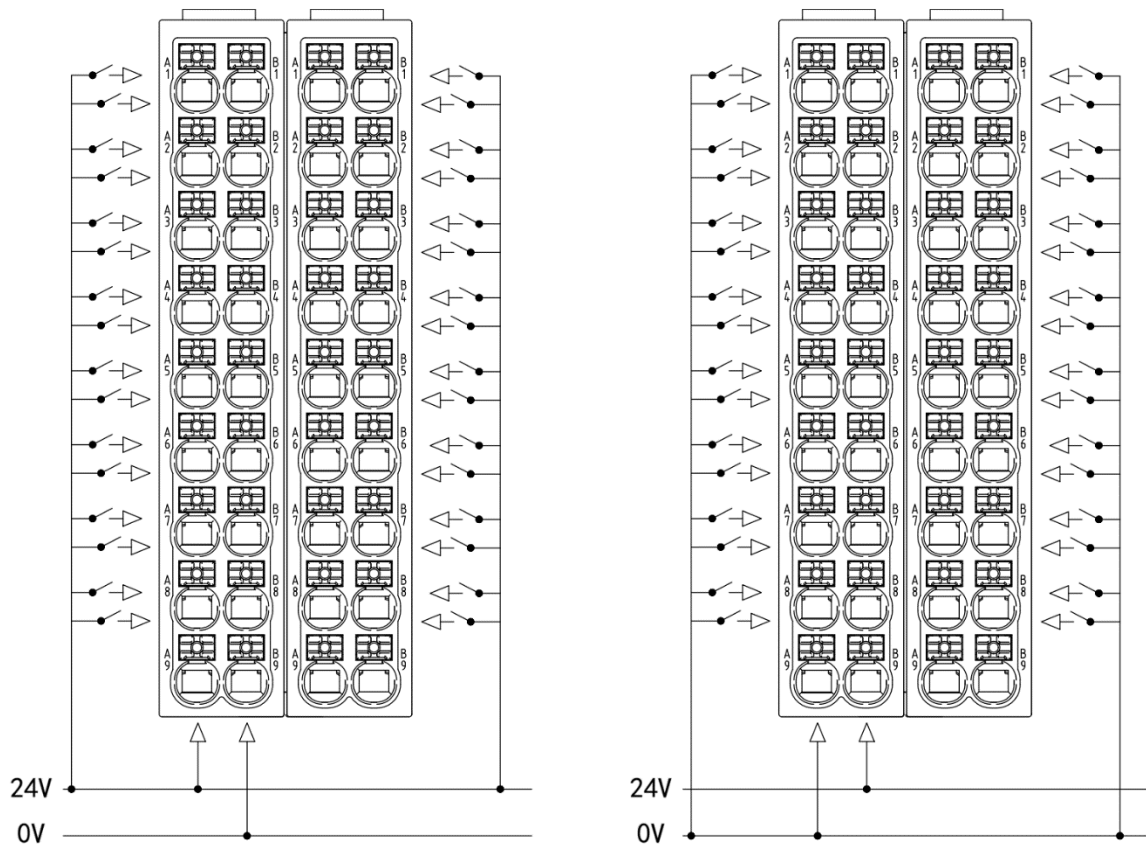 A1 B1 A1 B1 A1 B1 A1 B1
A2 B2 A2 B2 A2 B2 A2 B2
A3 B3 A3 B3 A3 B3 A3 B3
A4 B4 A4 B4 A4 B4 A4 B4
A5 B5 A5 B5 A5 B5 A5 B5
A6 B6 A6 B6 A6 B6 A6 B6
A7 B7 A7 B7 A7 B7 A7 B7
A8 B8 A8 B8 A8 B8 A8 B8
A9 B9 A9 B9 A9 B9 A9 B9
24V 24V
0V 0V